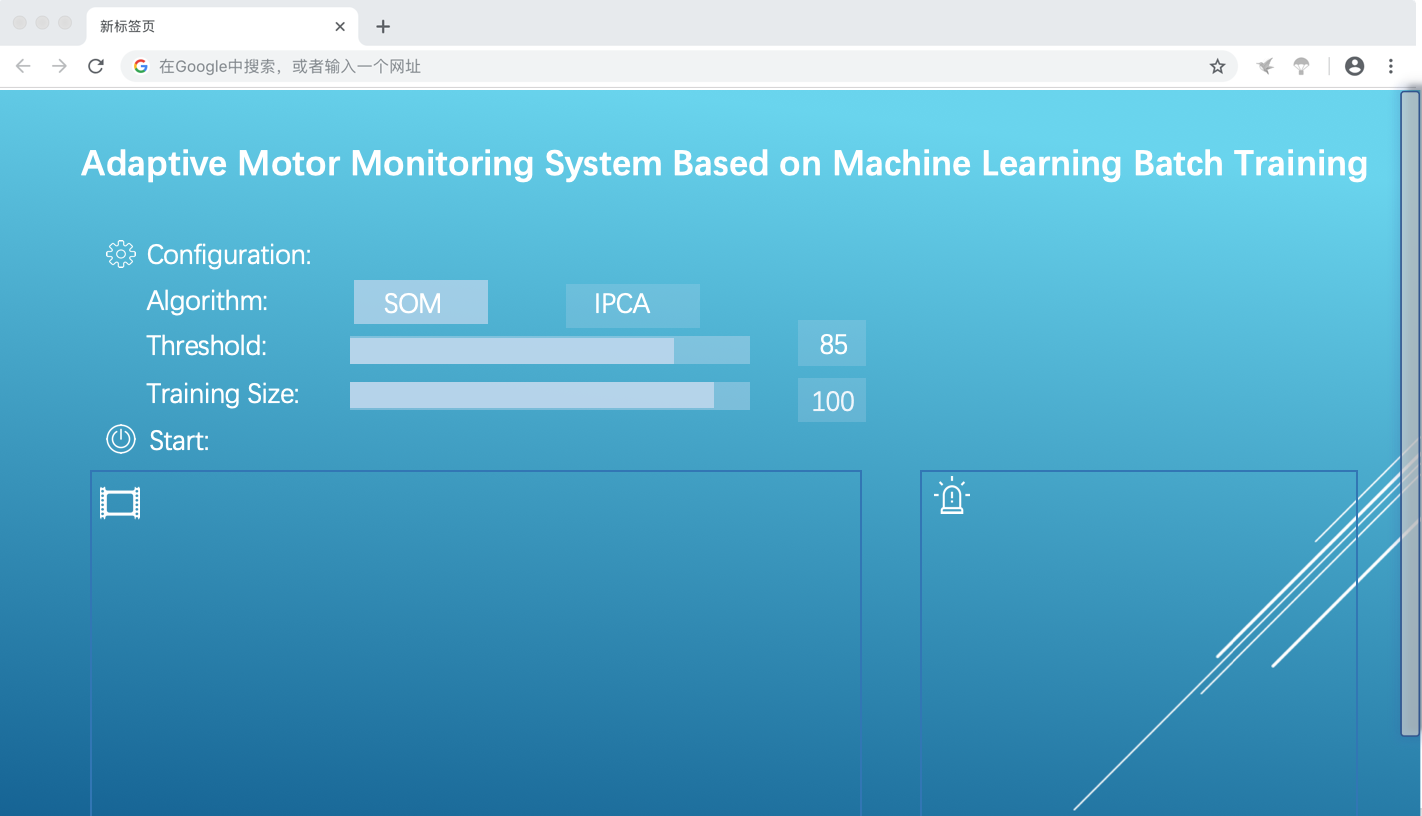 新标签页
在Google中搜索，或者输入一个网址
Adaptive Motor Monitoring System Based on Machine Learning Batch Training
Configuration:
Algorithm: SOM IPCA
Threshold: 85
Training Size: 100
Start: